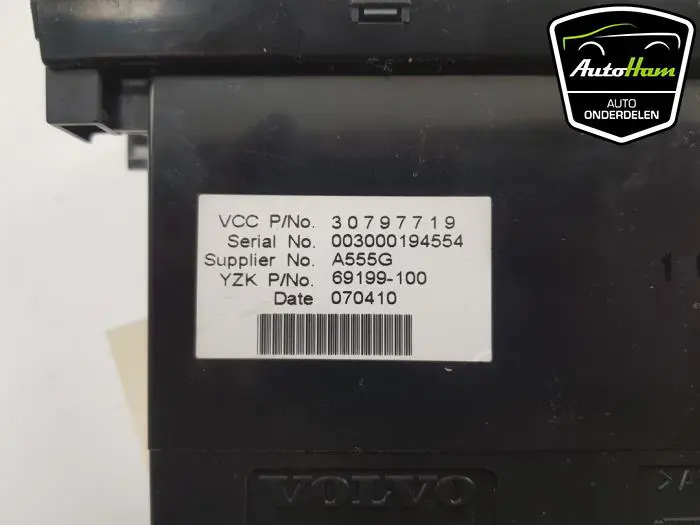 AutoHam
AUTO
ONDERDELEN
VCC P/No. 30797719
Serial No. 003000194554
Supplier No. A555G
YZK P/No. 69199-100
Date 070410
VOLVO
>A